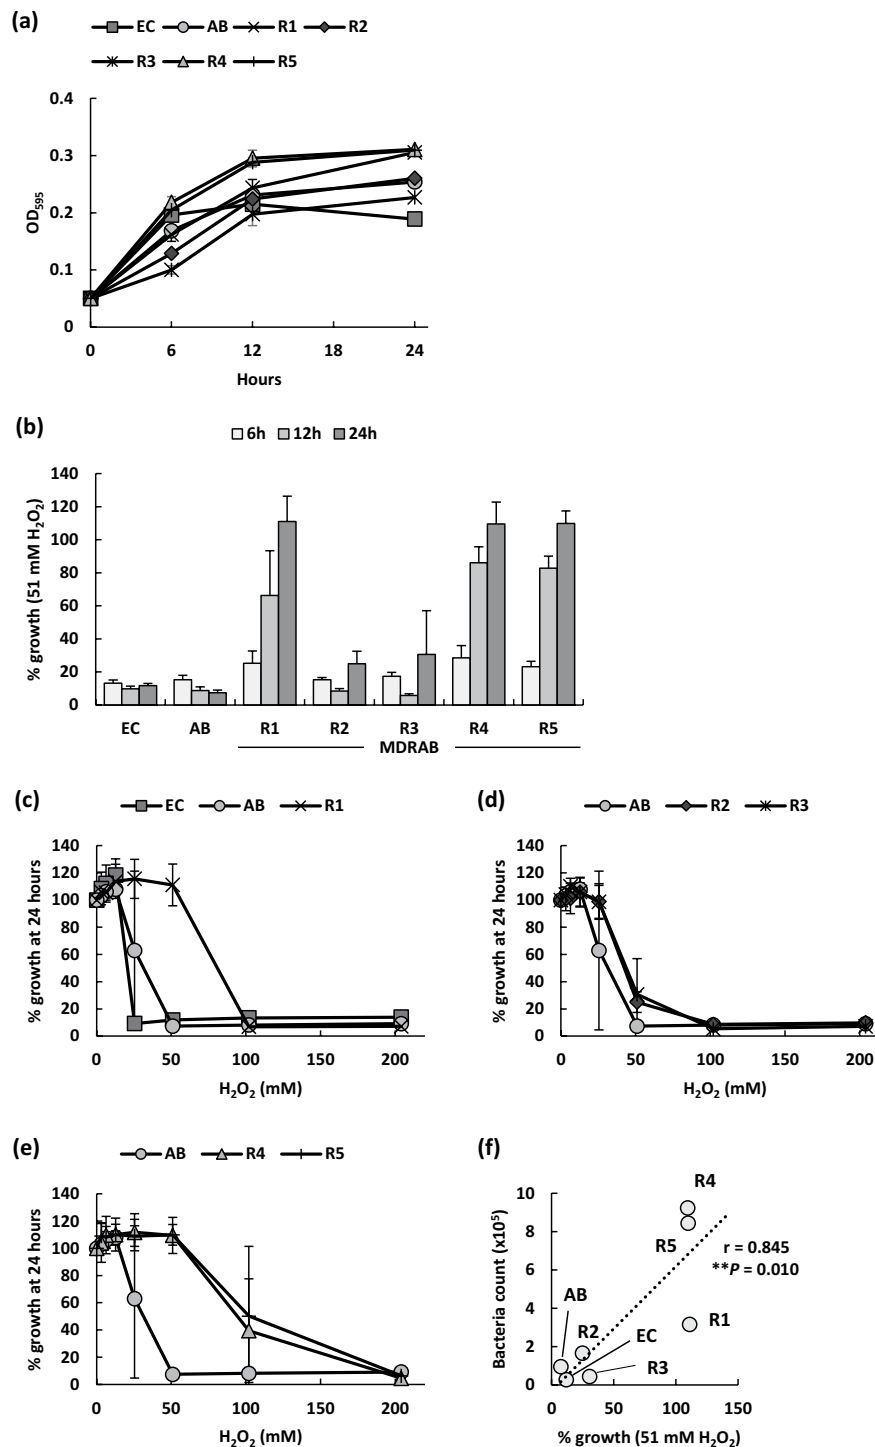 (a)
EC AB R1 R2
R3 R4 R5
0.4
0.3
0.2
0.1
0
OD₅₉₅
0 6 12 18 24
Hours
(b)
6h 12h 24h
140
120
100
80
60
40
20
0
% growth (51 mM H₂O₂)
EC AB R1 R2 R3 R4 R5
MDRAB
(c)
EC AB R1
140
120
100
80
60
40
20
0
% growth at 24 hours
0 50 100 150 200
H₂O₂ (mM)
(d)
AB R2 R3
140
120
100
80
60
40
20
0
% growth at 24 hours
0 50 100 150 200
H₂O₂ (mM)
(e)
AB R4 R5
140
120
100
80
60
40
20
0
% growth at 24 hours
0 50 100 150 200
H₂O₂ (mM)
(f)
10
8
6
4
2
0
Bacteria count (x10⁵)
R4
R5
r = 0.845
**P = 0.010
AB
R2
EC
R1
R3
0 50 100 150
% growth (51 mM H₂O₂)